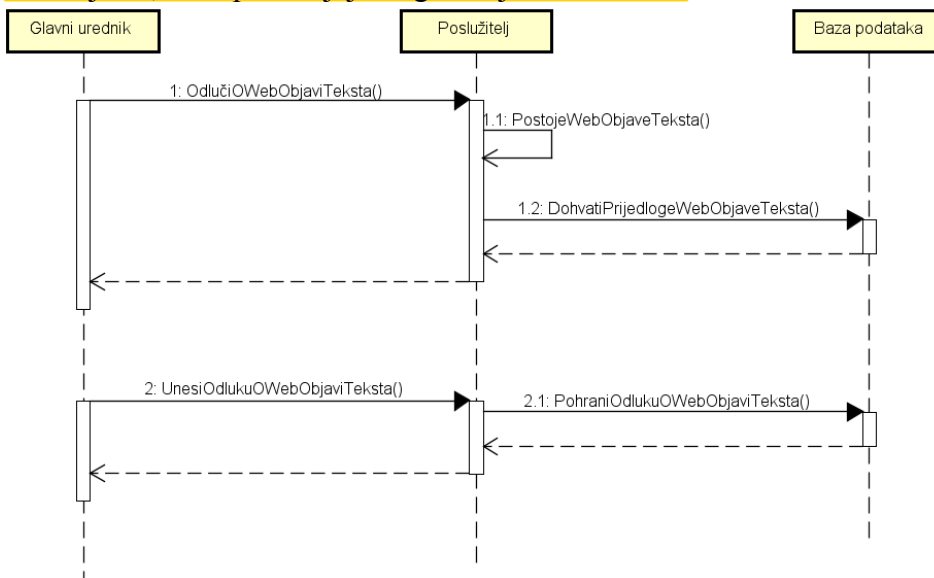 Glavni urednik
Poslužitelj
Baza podataka
1: OdlučiOWebObjaviTeksta()
1.1: PostojeWebObjaveTeksta()
1.2: DohvatiPrijedlogeWebObjaveTeksta()
2: UnesiOdlukuOWebObjaviTeksta()
2.1: PohraniOdlukuOWebObjaviTeksta()